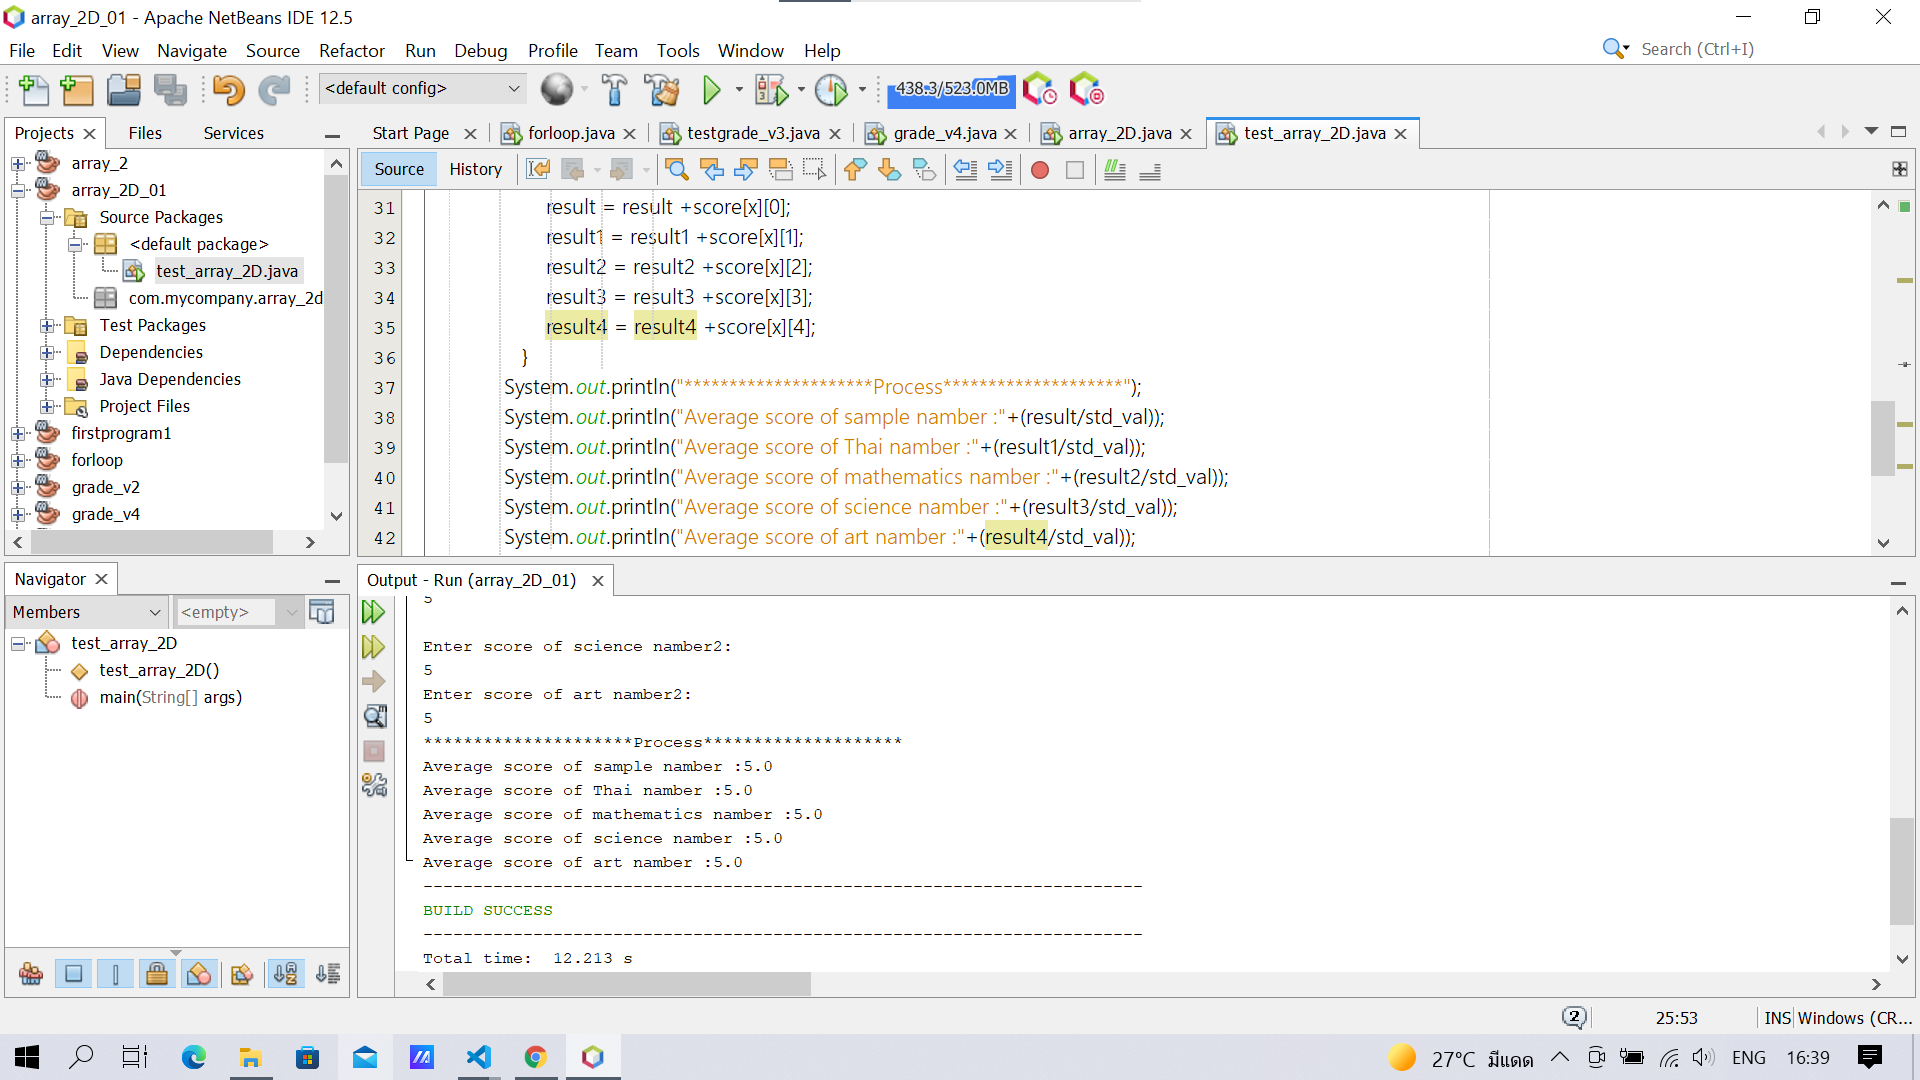 array_2D_01 - Apache NetBeans IDE 12.5
File Edit View Navigate Source Refactor Run Debug Profile Team Tools Window Help
Search (Ctrl+I)
<default config>
438.3/523.0MB
Projects Files Services
Start Page forloop.java testgrade_v3.java grade_v4.java array_2D.java test_array_2D.java
Source History
array_2
array_2D_01
Source Packages
<default package>
test_array_2D.java
com.mycompany.array_2d
Test Packages
Dependencies
Java Dependencies
Project Files
firstprogram1
forloop
grade_v2
grade_v4
31 result = result +score[x][0];
32 result1 = result1 +score[x][1];
33 result2 = result2 +score[x][2];
34 result3 = result3 +score[x][3];
35 result4 = result4 +score[x][4];
36 }
37 System.out.println("*********************Process********************");
38 System.out.println("Average score of sample namber :"+(result/std_val));
39 System.out.println("Average score of Thai namber :"+(result1/std_val));
40 System.out.println("Average score of mathematics namber :"+(result2/std_val));
41 System.out.println("Average score of science namber :"+(result3/std_val));
42 System.out.println("Average score of art namber :"+(result4/std_val));
Navigator
Members
<empty>
test_array_2D
test_array_2D()
main(String[] args)
Output - Run (array_2D_01)
5
Enter score of science namber2:
5
Enter score of art namber2:
5
*********************Process********************
Average score of sample namber :5.0
Average score of Thai namber :5.0
Average score of mathematics namber :5.0
Average score of science namber :5.0
Average score of art namber :5.0
------------------------------------------------------------------------
BUILD SUCCESS
------------------------------------------------------------------------
Total time:  12.213 s
2
25:53
INS
Windows (CR...
27°C มีแดด
ENG
16:39